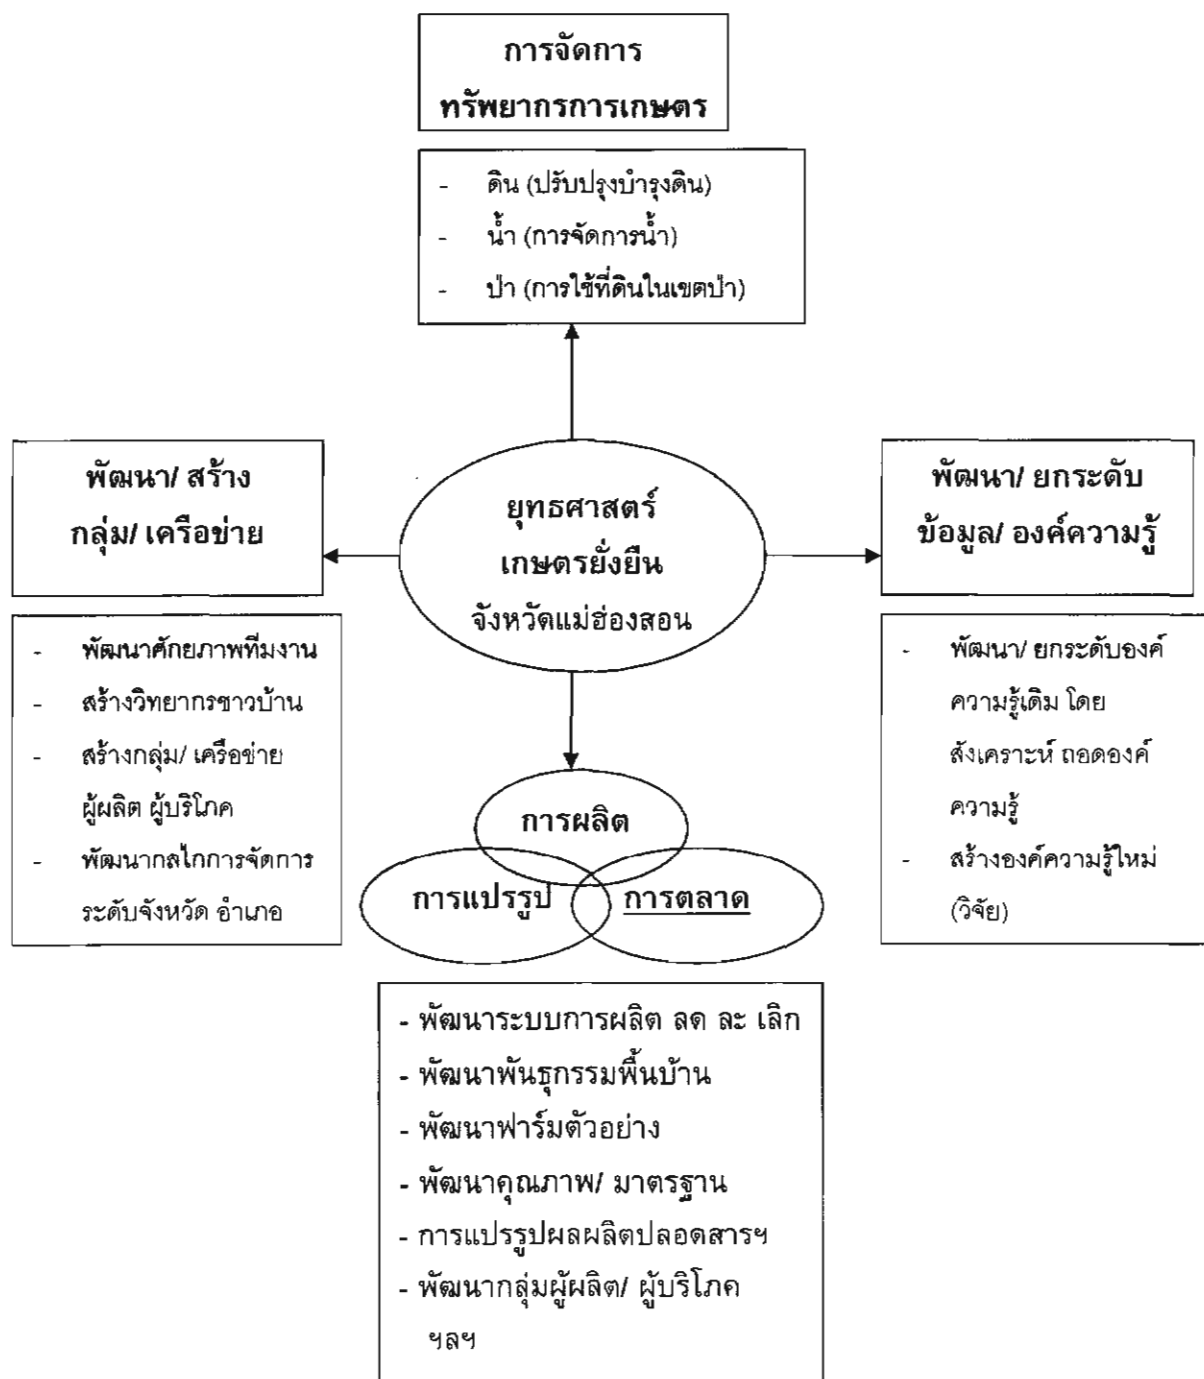 การจัดการ
ทรัพยากรการเกษตร
- ดิน (ปรับปรุงบำรุงดิน)
- น้ำ (การจัดการน้ำ)
- ป่า (การใช้ที่ดินในเขตป่า)
พัฒนา/ สร้าง
กลุ่ม/ เครือข่าย
- พัฒนาศักยภาพทีมงาน
- สร้างวิทยากรชาวบ้าน
- สร้างกลุ่ม/ เครือข่าย
ผู้ผลิต ผู้บริโภค
- พัฒนากลไกการจัดการ
ระดับจังหวัด อำเภอ
ยุทธศาสตร์
เกษตรยั่งยืน
จังหวัดแม่ฮ่องสอน
พัฒนา/ ยกระดับ
ข้อมูล/ องค์ความรู้
- พัฒนา/ ยกระดับองค์
ความรู้เดิม โดย
สังเคราะห์ ถอดองค์
ความรู้
- สร้างองค์ความรู้ใหม่
(วิจัย)
การผลิต
การแปรรูป
การตลาด
- พัฒนาระบบการผลิต ลด ละ เลิก
- พัฒนาพันธุกรรมพื้นบ้าน
- พัฒนาฟาร์มตัวอย่าง
- พัฒนาคุณภาพ/ มาตรฐาน
- การแปรรูปผลผลิตปลอดสารฯ
- พัฒนากลุ่มผู้ผลิต/ ผู้บริโภค
ฯลฯ